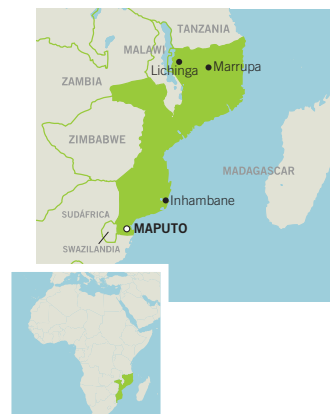 TANZANIA
MALAWI
Lichinga
Marrupa
ZAMBIA
ZIMBABWE
MADAGASCAR
Inhambane
SUDÁFRICA
MAPUTO
SWAZILANDIA